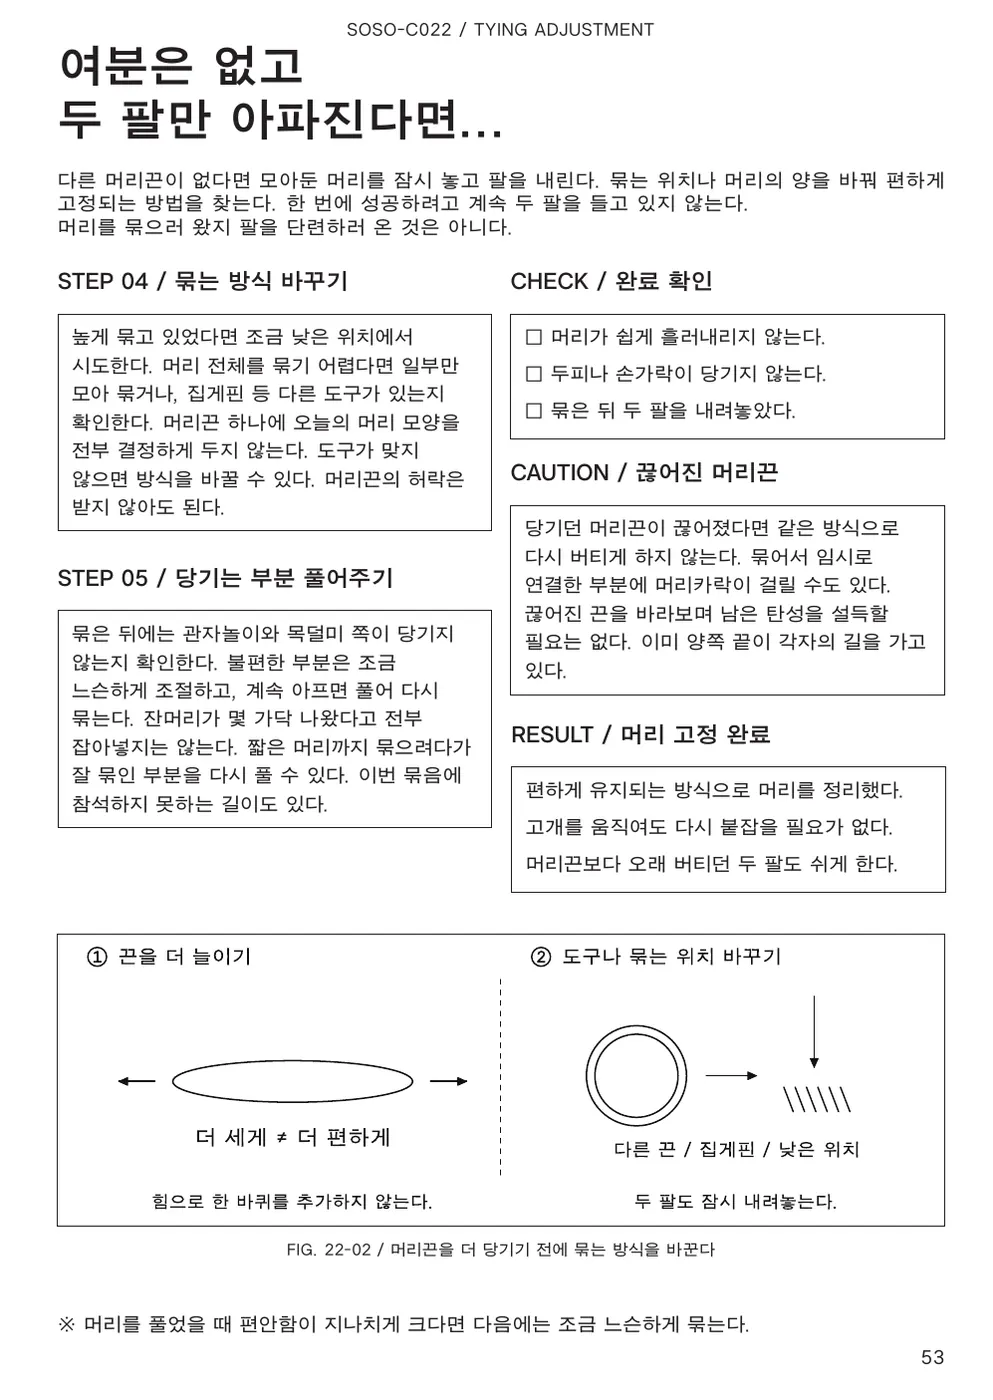 SOSO-C022 / TYING ADJUSTMENT
여분은 없고
두 팔만 아파진다면...
다른 머리끈이 없다면 모아둔 머리를 잠시 놓고 팔을 내린다. 묶는 위치나 머리의 양을 바꿔 편하게
고정되는 방법을 찾는다. 한 번에 성공하려고 계속 두 팔을 들고 있지 않는다.
머리를 묶으러 왔지 팔을 단련하러 온 것은 아니다.
STEP 04 / 묶는 방식 바꾸기
높게 묶고 있었다면 조금 낮은 위치에서
시도한다. 머리 전체를 묶기 어렵다면 일부만
모아 묶거나, 집게핀 등 다른 도구가 있는지
확인한다. 머리끈 하나에 오늘의 머리 모양을
전부 결정하게 두지 않는다. 도구가 맞지
않으면 방식을 바꿀 수 있다. 머리끈의 허락은
받지 않아도 된다.
STEP 05 / 당기는 부분 풀어주기
묶은 뒤에는 관자놀이와 목덜미 쪽이 당기지
않는지 확인한다. 불편한 부분은 조금
느슨하게 조절하고, 계속 아프면 풀어 다시
묶는다. 잔머리가 몇 가닥 나왔다고 전부
잡아넣지는 않는다. 짧은 머리까지 묶으려다가
잘 묶인 부분을 다시 풀 수 있다. 이번 묶음에
참석하지 못하는 길이도 있다.
CHECK / 완료 확인
□ 머리가 쉽게 흘러내리지 않는다.
□ 두피나 손가락이 당기지 않는다.
□ 묶은 뒤 두 팔을 내려놓았다.
CAUTION / 끊어진 머리끈
당기던 머리끈이 끊어졌다면 같은 방식으로
다시 버티게 하지 않는다. 묶어서 임시로
연결한 부분에 머리카락이 걸릴 수도 있다.
끊어진 끈을 바라보며 남은 탄성을 설득할
필요는 없다. 이미 양쪽 끝이 각자의 길을 가고
있다.
RESULT / 머리 고정 완료
편하게 유지되는 방식으로 머리를 정리했다.
고개를 움직여도 다시 붙잡을 필요가 없다.
머리끈보다 오래 버티던 두 팔도 쉬게 한다.
① 끈을 더 늘이기
더 세게 ≠ 더 편하게
힘으로 한 바퀴를 추가하지 않는다.
② 도구나 묶는 위치 바꾸기
다른 끈 / 집게핀 / 낮은 위치
두 팔도 잠시 내려놓는다.
FIG. 22-02 / 머리끈을 더 당기기 전에 묶는 방식을 바꾼다
※ 머리를 풀었을 때 편안함이 지나치게 크다면 다음에는 조금 느슨하게 묶는다.
53